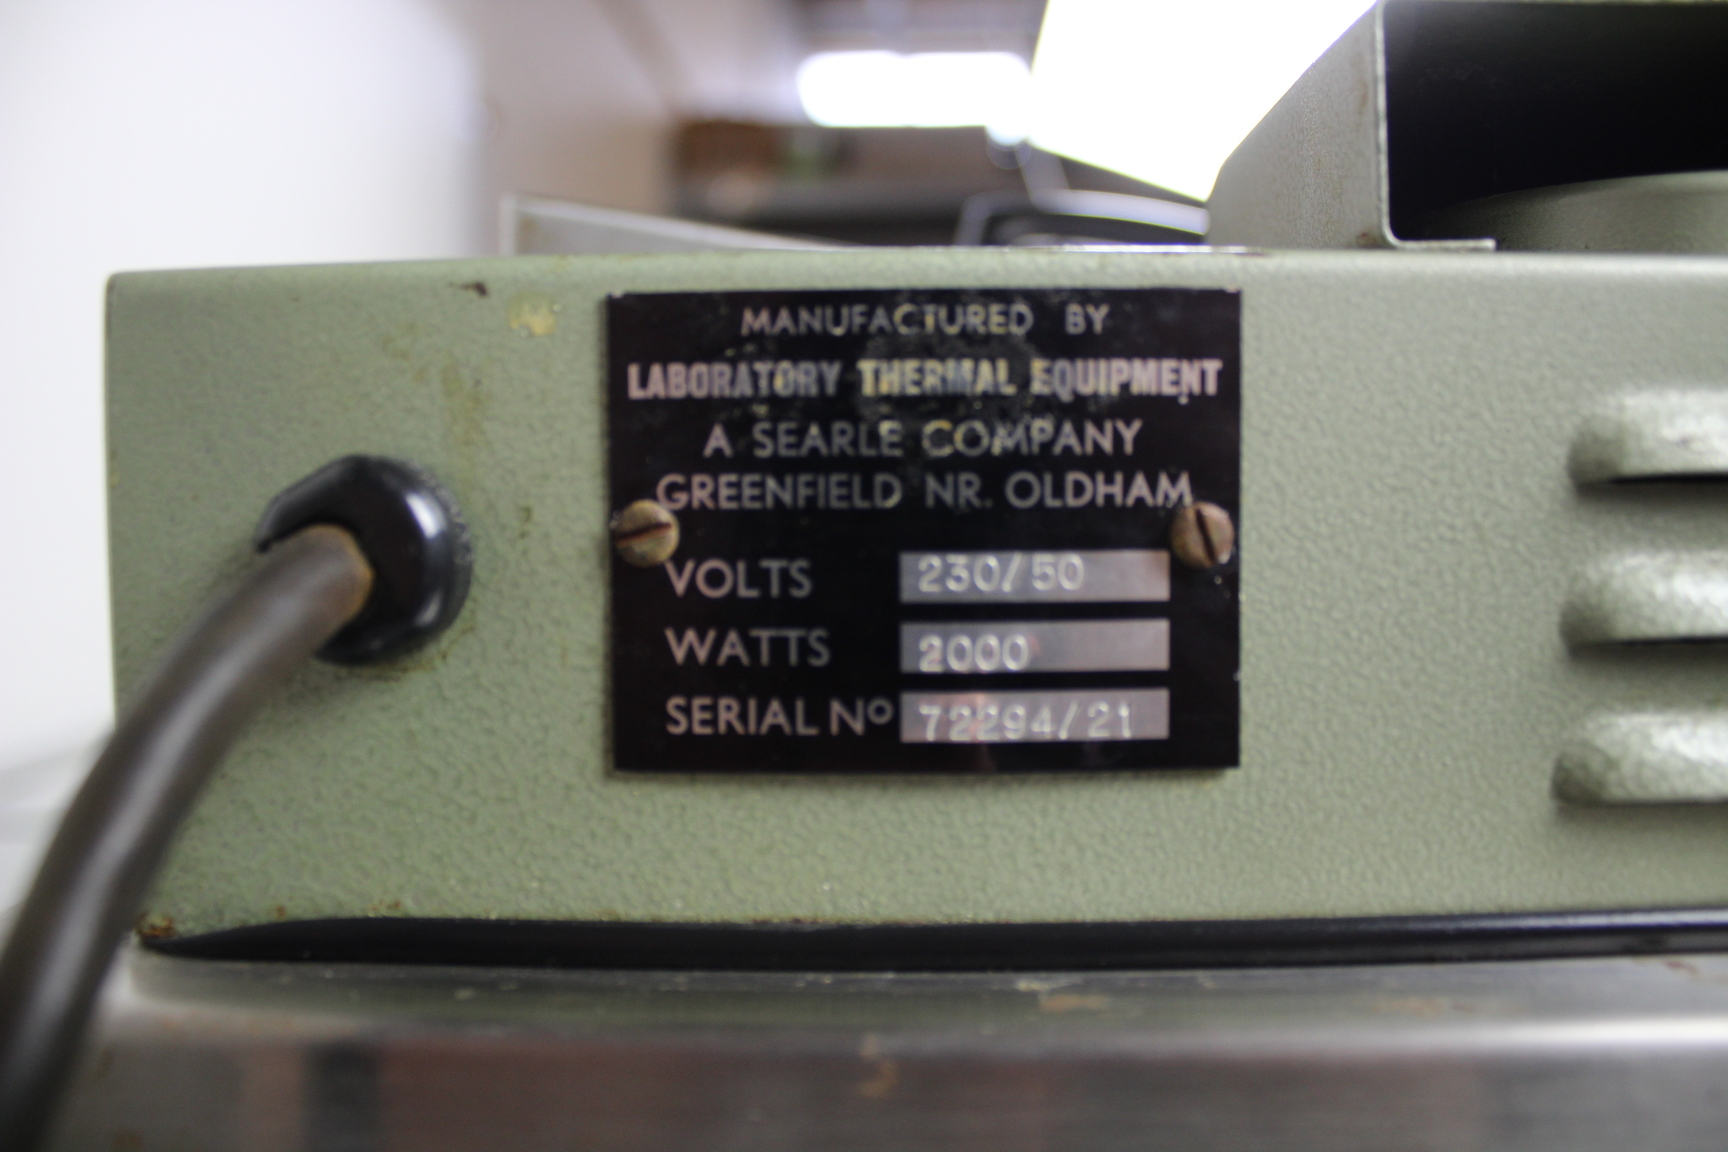 MANUFACTURED BY
LABORATORY THERMAL EQUIPMENT
A SEARLE COMPANY
GREENFIELD NR. OLDHAM
VOLTS 230/50
WATTS 2000
SERIAL Nº 72294/21